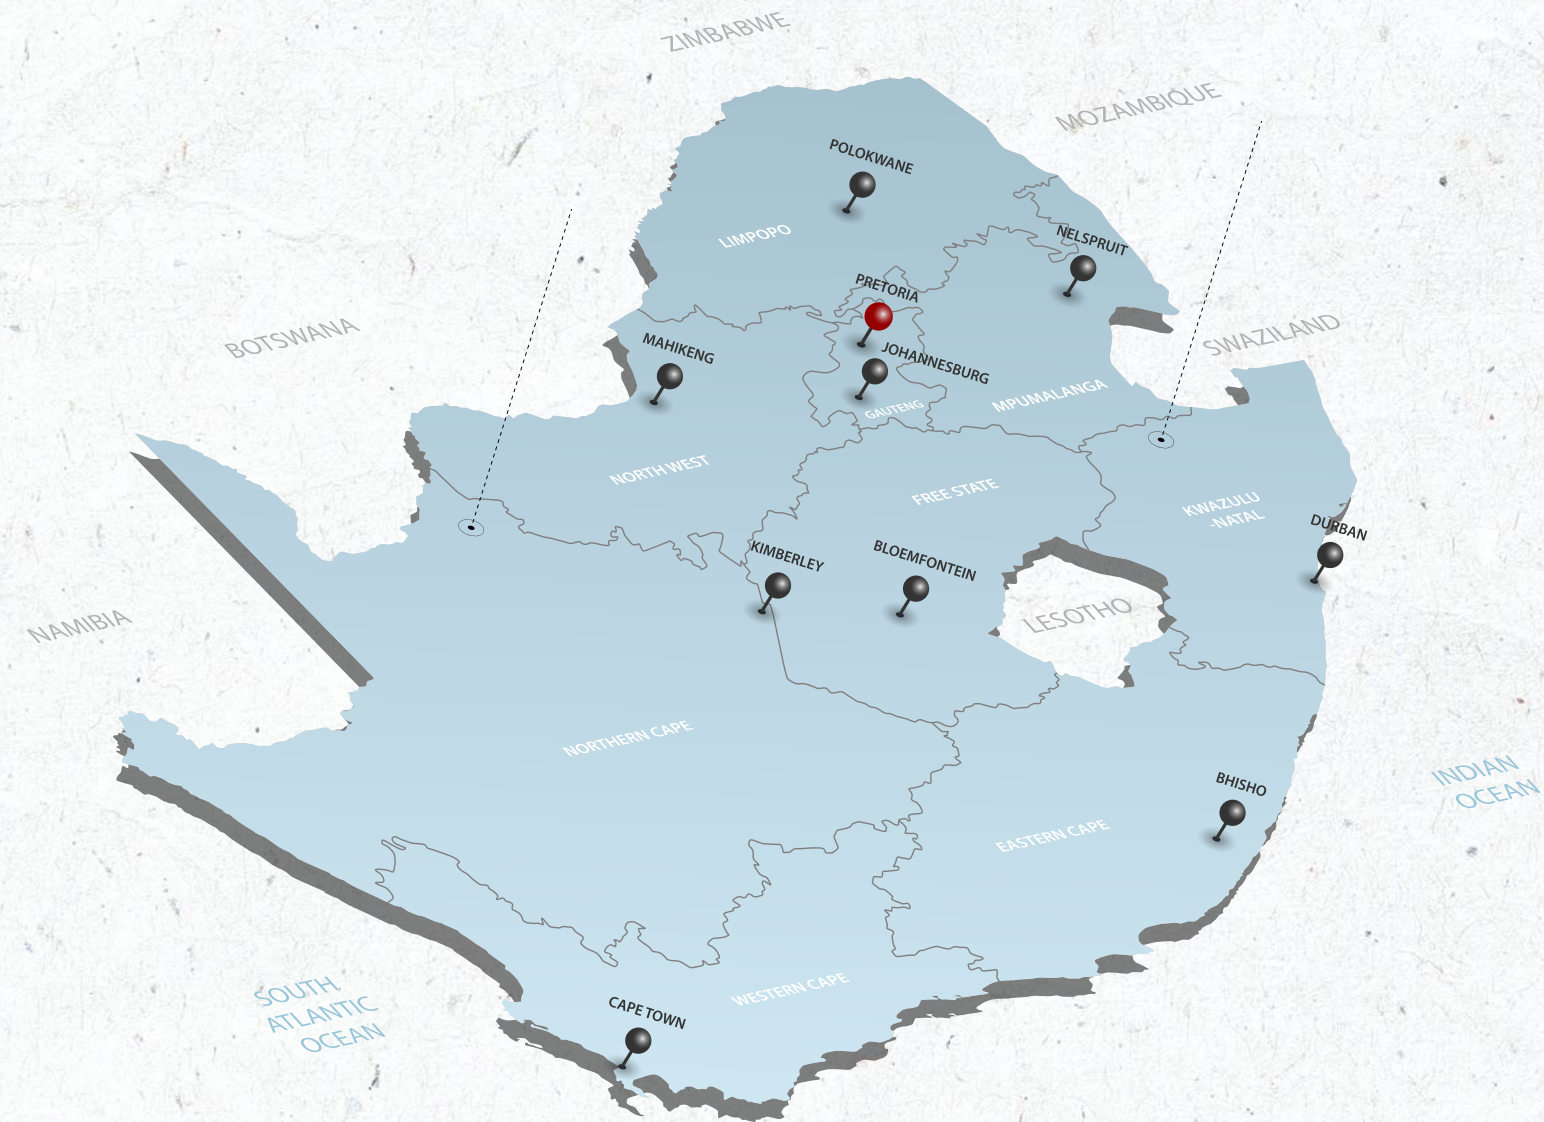 ZIMBABWE
MOZAMBIQUE
POLOKWANE
LIMPOPO
NELSPRUIT
PRETORIA
BOTSWANA
SWAZILAND
MAHIKENG
JOHANNESBURG
MPUMALANGA
GAUTENG
NORTH WEST
FREE STATE
KWAZULU
-NATAL
DURBAN
KIMBERLEY
BLOEMFONTEIN
NAMIBIA
LESOTHO
NORTHERN CAPE
INDIAN
OCEAN
BHISHO
EASTERN CAPE
WESTERN CAPE
SOUTH
ATLANTIC
OCEAN
CAPE TOWN